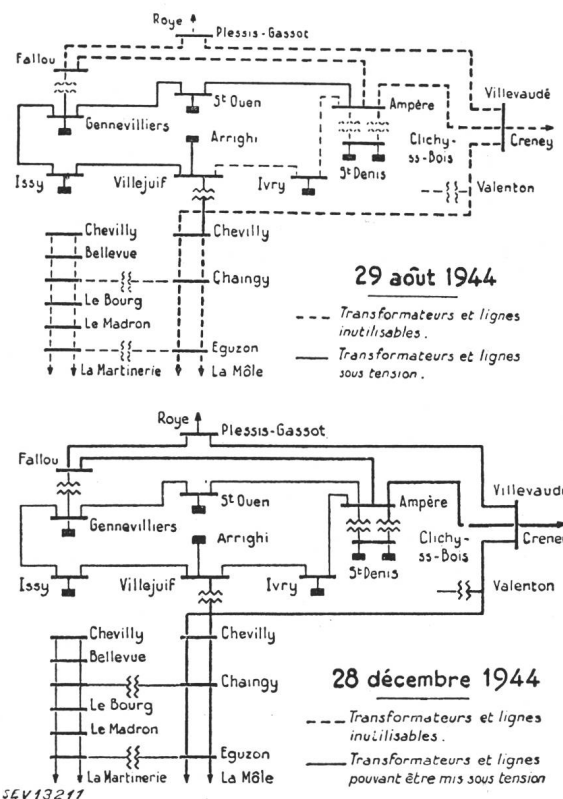 Roye
Plessis-Gassot
Fallou
Villevaudé
St Ouen
Ampère
Gennevilliers
Arrighi
Clichy-
ss-Bois
Creney
St Denis
Issy
Villejuif
Ivry
Valenton
Chevilly
Chevilly
Bellevue
Chaingy
Le Bourg
Le Madron
Eguzon
La Martinerie
La Môle
29 août 1944
Transformateurs et lignes
inutilisables.
Transformateurs et lignes
sous tension.
Roye
Plessis-Gassot
Fallou
Villevaudé
St Ouen
Ampère
Gennevilliers
Arrighi
Clichy-
ss-Bois
Creney
St Denis
Issy
Villejuif
Ivry
Valenton
Chevilly
Chevilly
Bellevue
Chaingy
Le Bourg
Le Madron
Eguzon
La Martinerie
La Môle
28 décembre 1944
Transformateurs et lignes
inutilisables.
Transformateurs et lignes
pouvant être mis sous tension
SEV13211